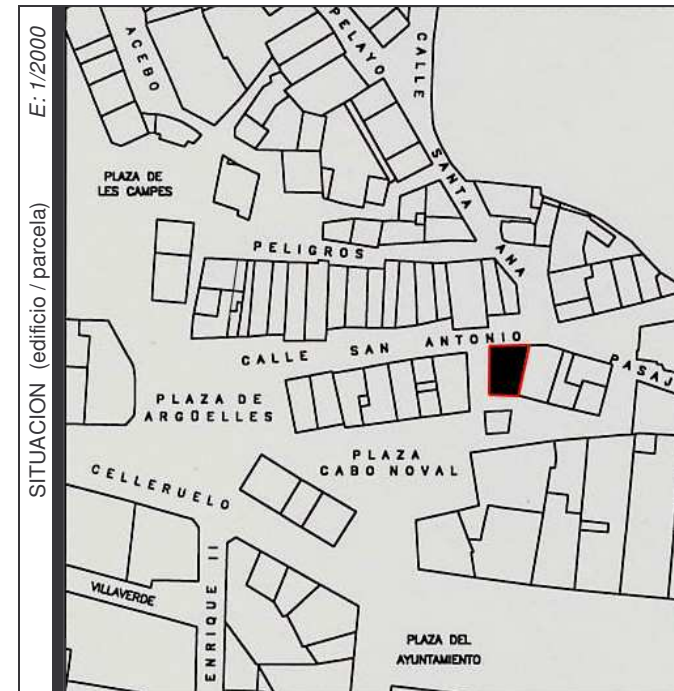 SITUACION (edificio / parcela) E: 1/2000
ACEBO
PELAYO
CALLE
SANTA ANA
PLAZA DE
LES CAMPES
PELIGROS
CALLE SAN ANTONIO
PASAJ
PLAZA DE
ARGÜELLES
PLAZA
CABO NOVAL
CELLERUELO
VILLAVERDE
ENRIQUE II
PLAZA DEL
AYUNTAMIENTO